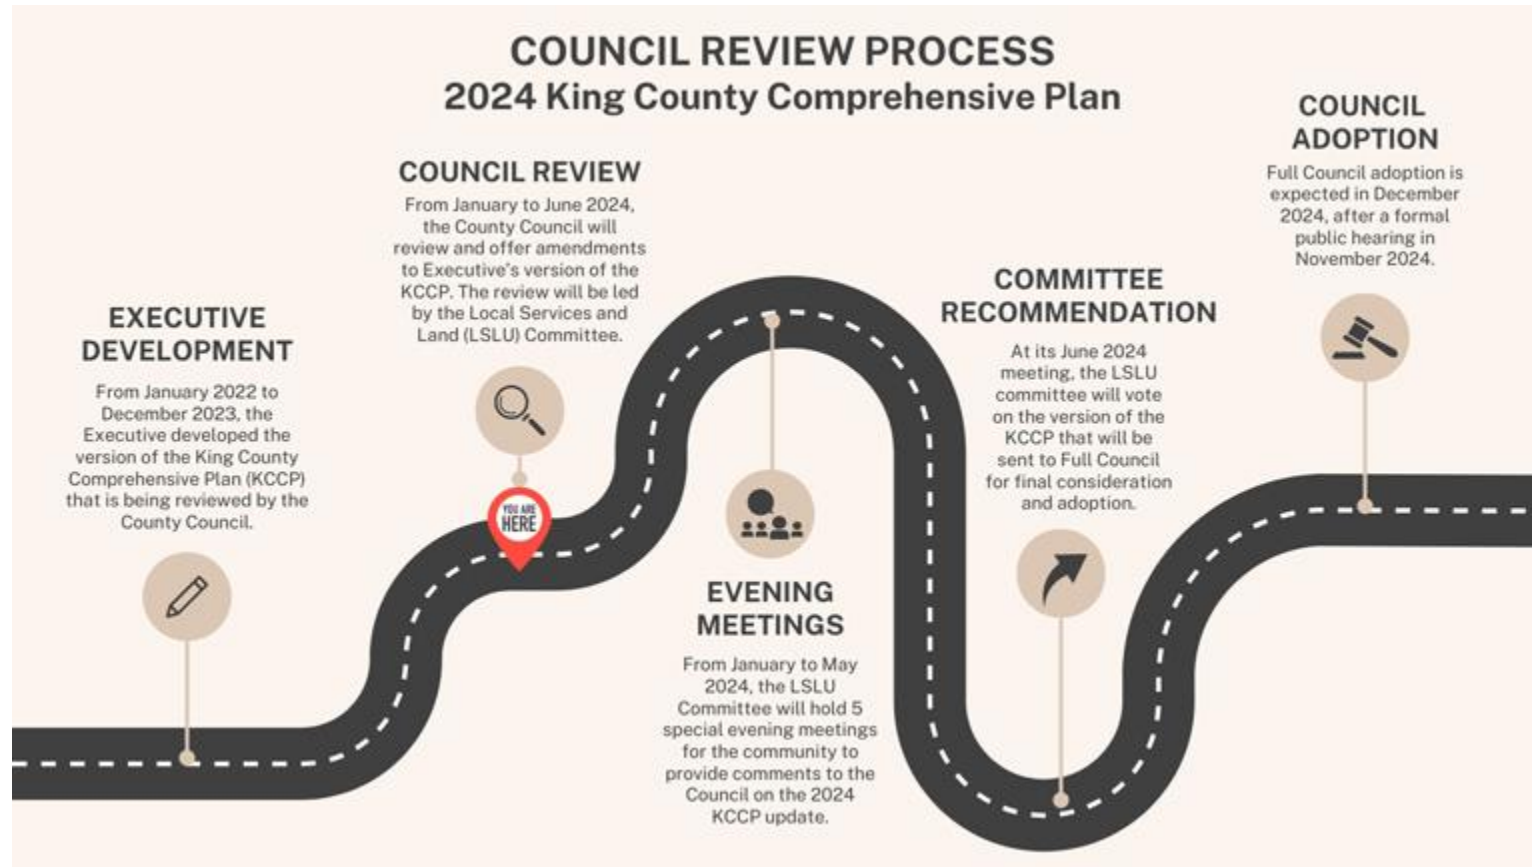 COUNCIL REVIEW PROCESS
2024 King County Comprehensive Plan
EXECUTIVE
DEVELOPMENT
From January 2022 to
December 2023, the
Executive developed the
version of the King County
Comprehensive Plan (KCCP)
that is being reviewed by the
County Council.
COUNCIL REVIEW
From January to June 2024,
the County Council will
review and offer amendments
to Executive's version of the
KCCP. The review will be led
by the Local Services and
Land (LSLU) Committee.
YOU ARE
HERE
EVENING
MEETINGS
From January to May
2024, the LSLU
Committee will hold 5
special evening meetings
for the community to
provide comments to the
Council on the 2024
KCCP update.
COMMITTEE
RECOMMENDATION
At its June 2024
meeting, the LSLU
committee will vote
on the version of the
KCCP that will be
sent to Full Council
for final consideration
and adoption.
COUNCIL
ADOPTION
Full Council adoption is
expected in December
2024, after a formal
public hearing in
November 2024.